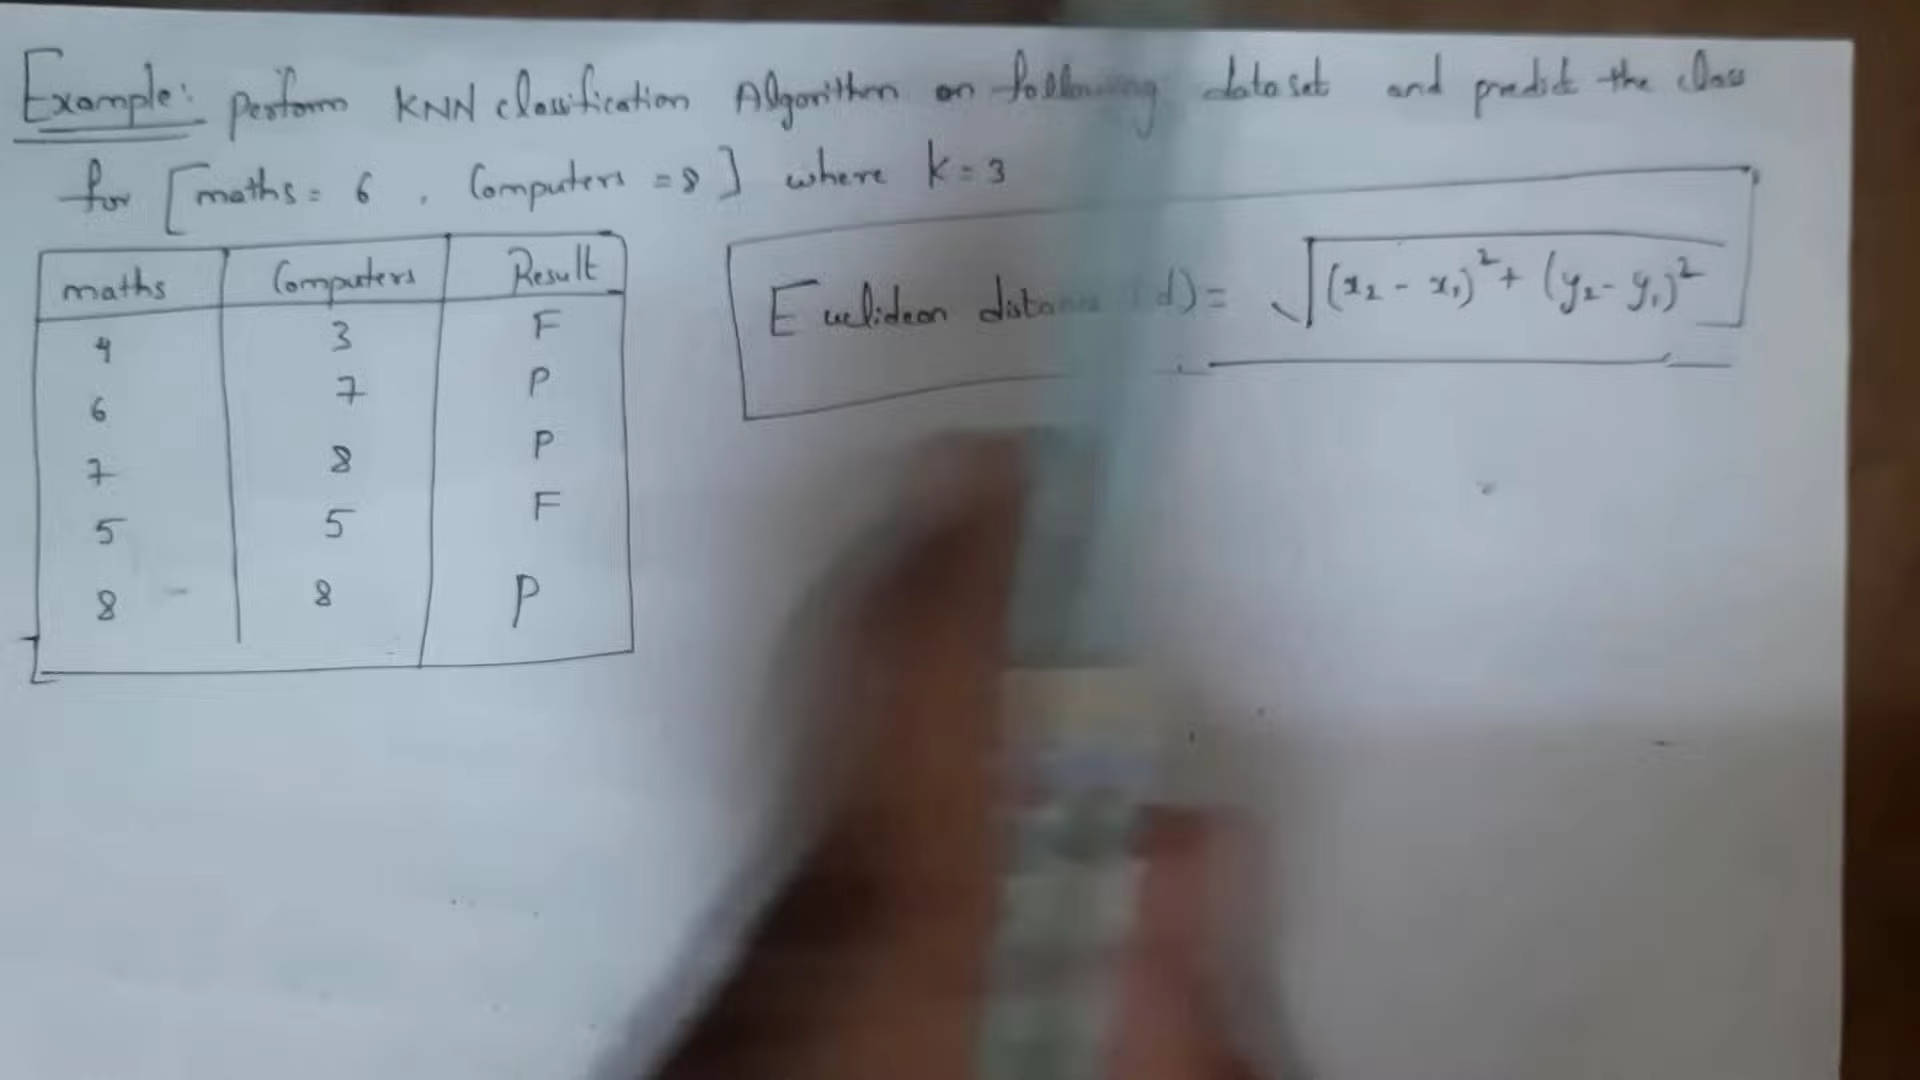 Example: perform KNN classification Algorithm on following dataset and predict the class
for [maths = 6 , Computers = 8] where k = 3
maths Computers Result
4 3 F
6 7 P
7 8 P
5 5 F
8 8 P
Euclidean distance (d) = √(x₂ - x₁)² + (y₂ - y₁)²